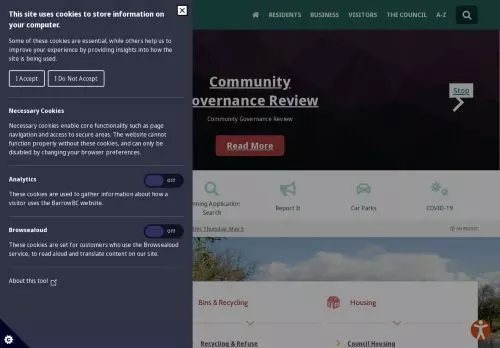 This site uses cookies to store information on
your computer.
Some of these cookies are essential, while others help us to
improve your experience by providing insights into how the
site is being used.
I Accept
I Do Not Accept
Necessary Cookies
Necessary cookies enable core functionality such as page
navigation and access to secure areas. The website cannot
function properly without these cookies, and can only be
disabled by changing your browser preferences.
Analytics
Off
These cookies are used to gather information about how a
visitor uses the BarrowBC website.
Browsealoud
Off
These cookies are set for customers who use the Browsealoud
service, to read aloud and translate content on our site.
About this tool
RESIDENTS BUSINESS VISITORS THE COUNCIL A-Z
Community
overnance Review
Community Governance Review
Read More
Stop
nning Application
Search
Report It
Car Parks
COVID-19
Thursday May 5
Bins & Recycling
Housing
Recycling & Refuse
Council Housing